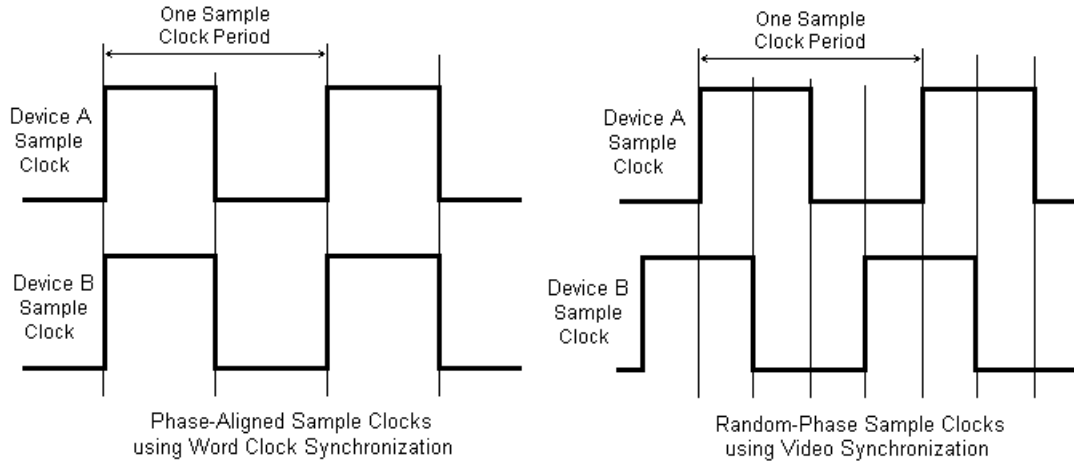 One Sample
Clock Period
Device A
Sample
Clock
Device B
Sample
Clock
Phase-Aligned Sample Clocks
using Word Clock Synchronization
One Sample
Clock Period
Device A
Sample
Clock
Device B
Sample
Clock
Random-Phase Sample Clocks
using Video Synchronization